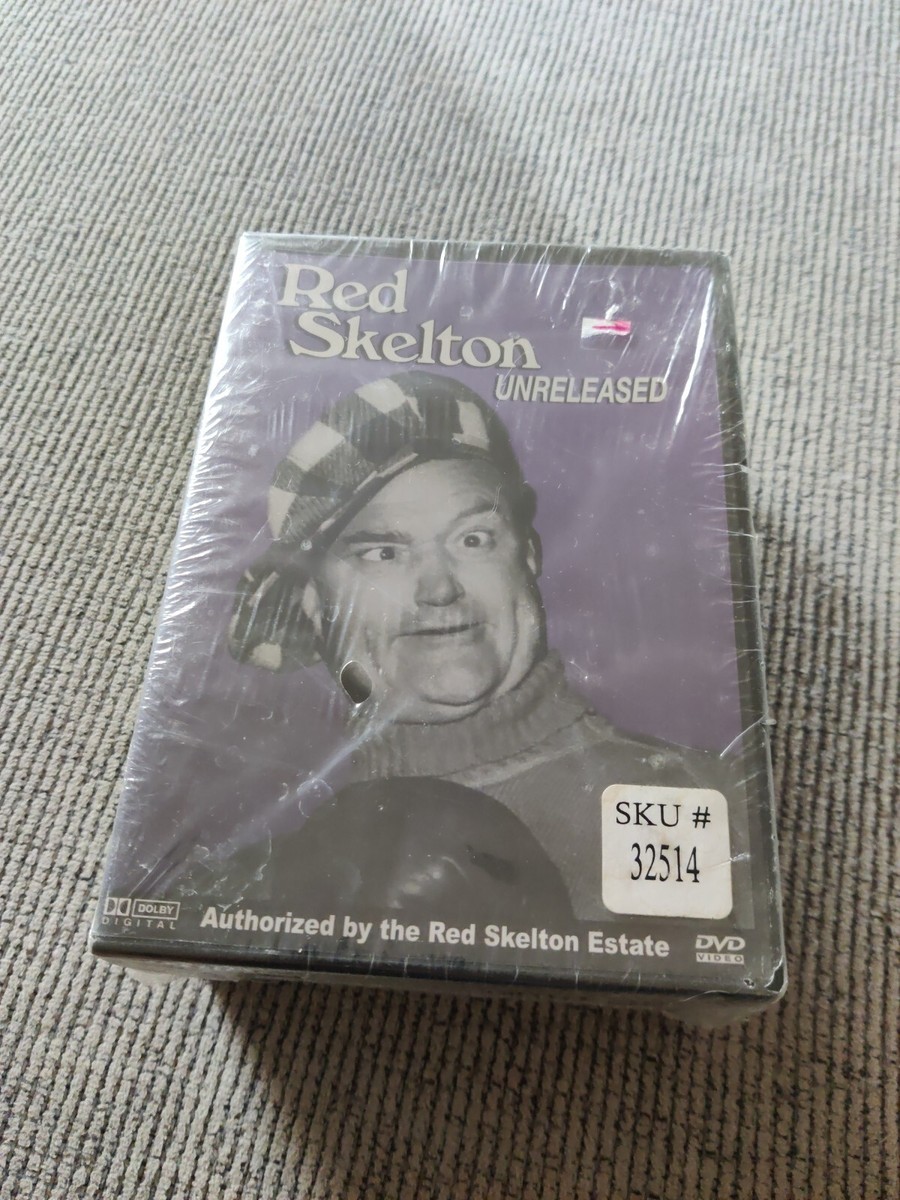 Red
Skelton
UNRELEASED
SKU #
32514
DOLBY
DIGITAL
Authorized by the Red Skelton Estate
DVD
VIDEO